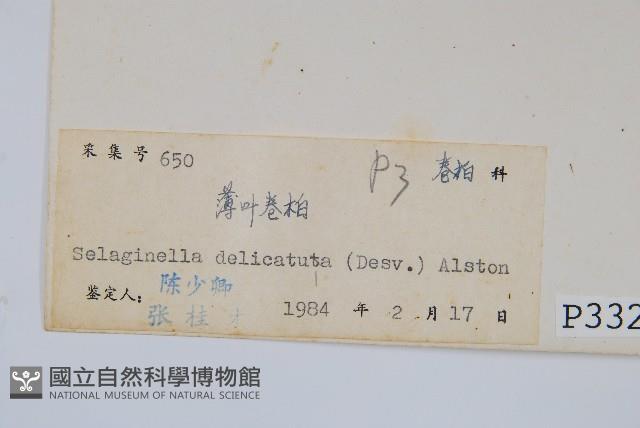 采集号 650 P3 卷柏 科
薄叶卷柏
Selaginella delicatuta (Desv.) Alston
鉴定人: 陈少卿
张桂
1984 年 2 月 17 日
P332
國立自然科學博物館
NATIONAL MUSEUM OF NATURAL SCIENCE